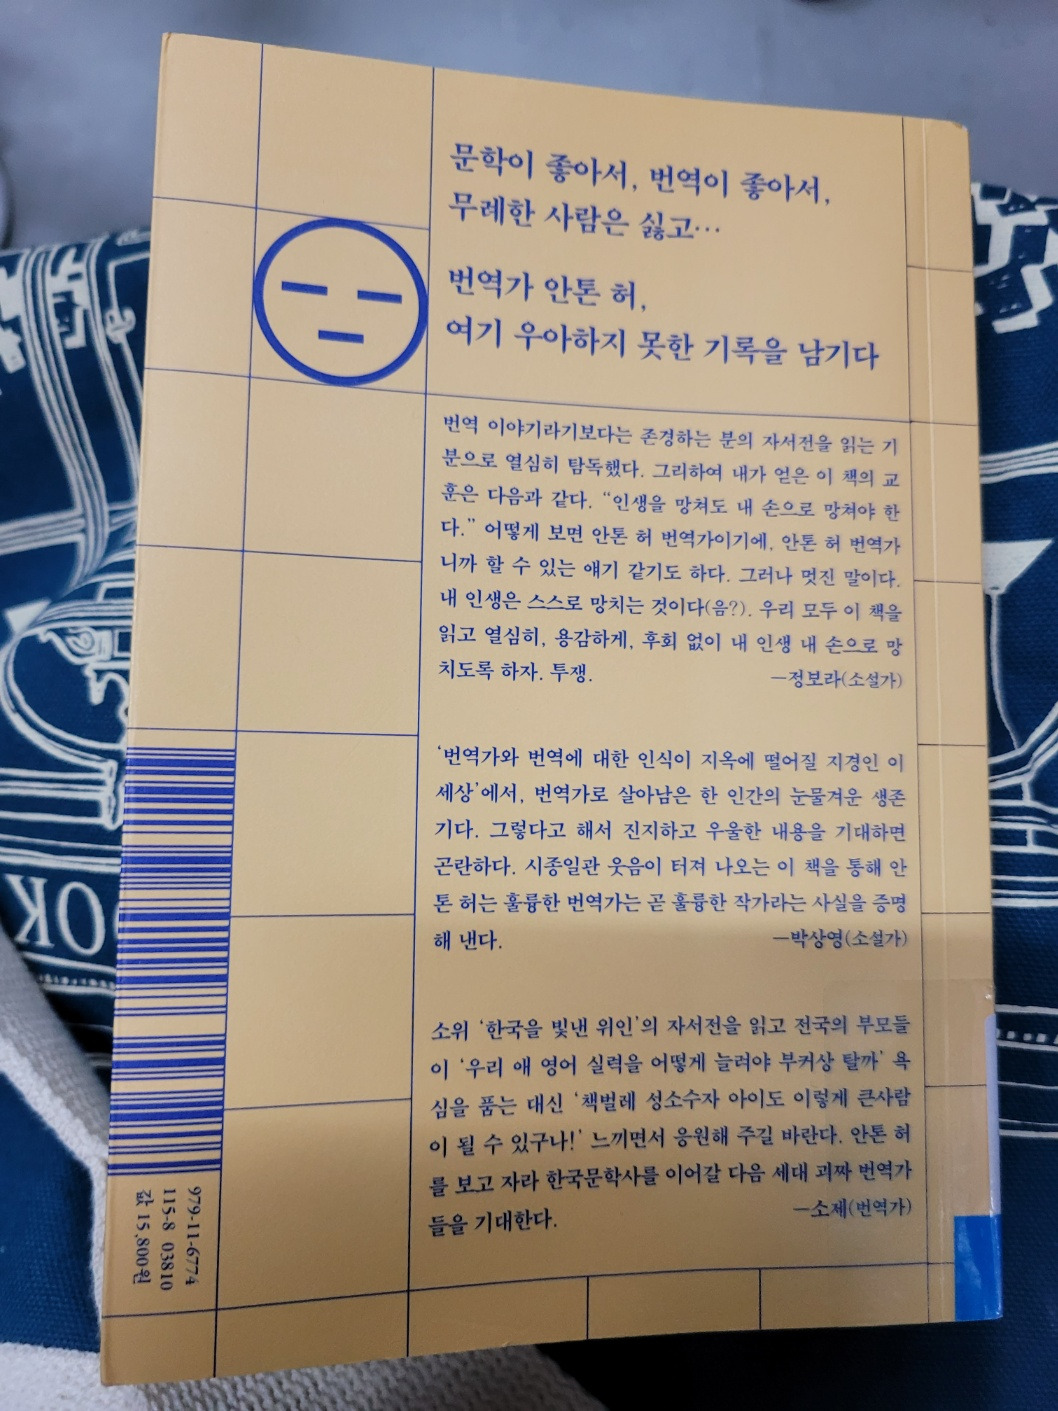 문학이 좋아서, 번역이 좋아서,
무례한 사람은 싫고…
번역가 안톤 허,
여기 우아하지 못한 기록을 남기다
번역 이야기라기보다는 존경하는 분의 자서전을 읽는 기
분으로 열심히 탐독했다. 그리하여 내가 얻은 이 책의 교
훈은 다음과 같다. “인생을 망쳐도 내 손으로 망쳐야 한
다.” 어떻게 보면 안톤 허 번역가이기에, 안톤 허 번역가
니까 할 수 있는 얘기 같기도 하다. 그러나 멋진 말이다.
내 인생은 스스로 망치는 것이다(음?). 우리 모두 이 책을
읽고 열심히, 용감하게, 후회 없이 내 인생 내 손으로 망
치도록 하자. 투쟁.
—정보라(소설가)
‘번역가와 번역에 대한 인식이 지옥에 떨어질 지경인 이
세상’에서, 번역가로 살아남은 한 인간의 눈물겨운 생존
기다. 그렇다고 해서 진지하고 우울한 내용을 기대하면
곤란하다. 시종일관 웃음이 터져 나오는 이 책을 통해 안
톤 허는 훌륭한 번역가는 곧 훌륭한 작가라는 사실을 증명
해 낸다.
—박상영(소설가)
소위 ‘한국을 빛낸 위인’의 자서전을 읽고 전국의 부모들
이 ‘우리 애 영어 실력을 어떻게 늘려야 부커상 탈까’ 욕
심을 품는 대신 ‘책벌레 성소수자 아이도 이렇게 큰사람
이 될 수 있구나!’ 느끼면서 응원해 주길 바란다. 안톤 허
를 보고 자라 한국문학사를 이어갈 다음 세대 괴짜 번역가
들을 기대한다.
—소제(번역가)
979-11-6774
115-8 03810
값 15,800원